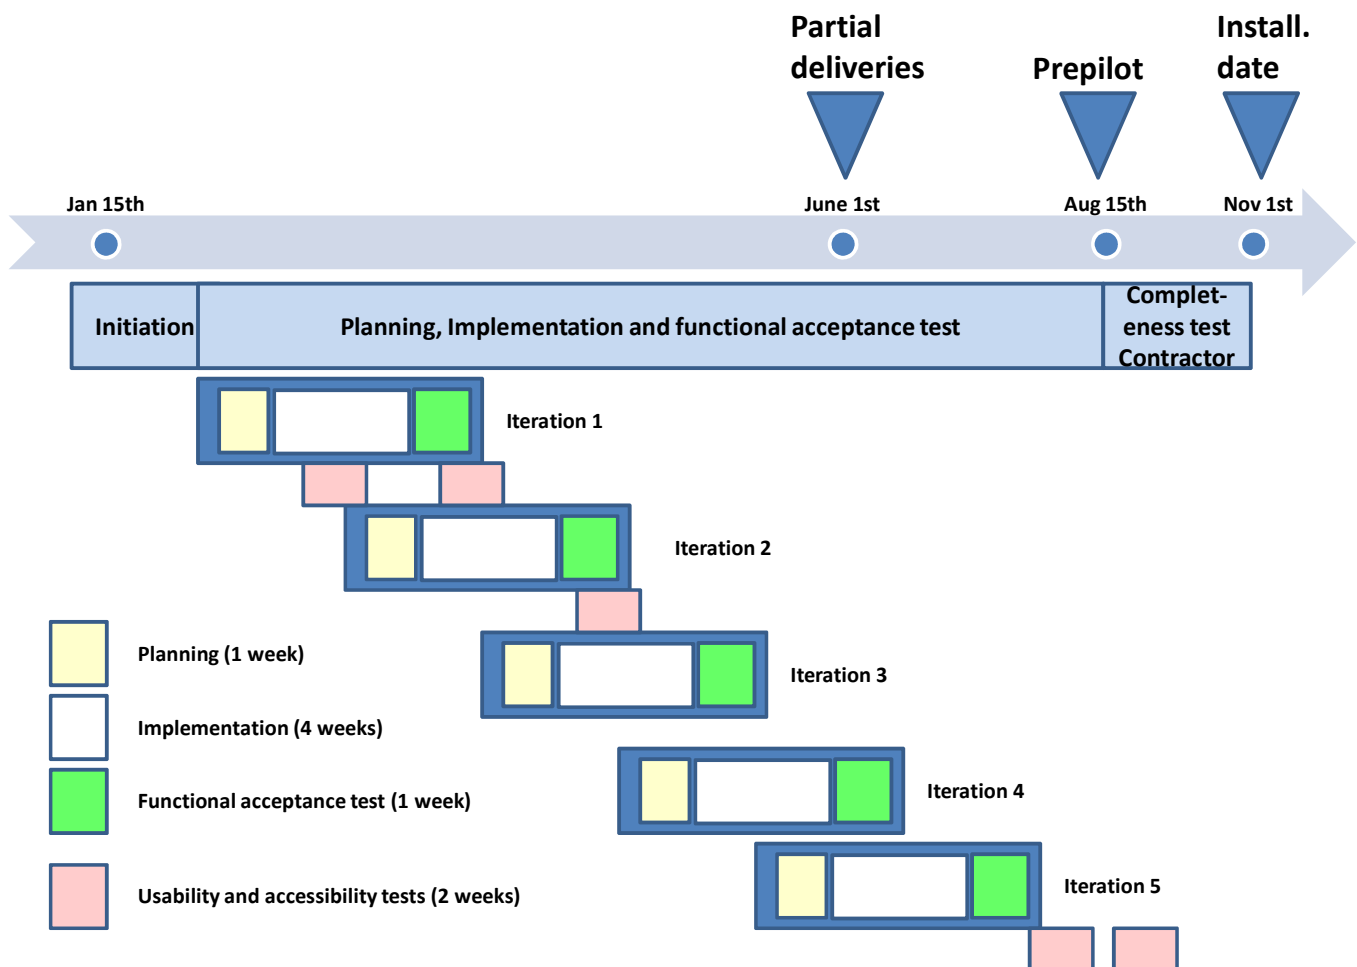 Partial
deliveries
Prepilot
Install.
date
Jan 15th
June 1st
Aug 15th
Nov 1st
Initiation
Planning, Implementation and functional acceptance test
Complet-
eness test
Contractor
Iteration 1
Iteration 2
Iteration 3
Iteration 4
Iteration 5
Planning (1 week)
Implementation (4 weeks)
Functional acceptance test (1 week)
Usability and accessibility tests (2 weeks)